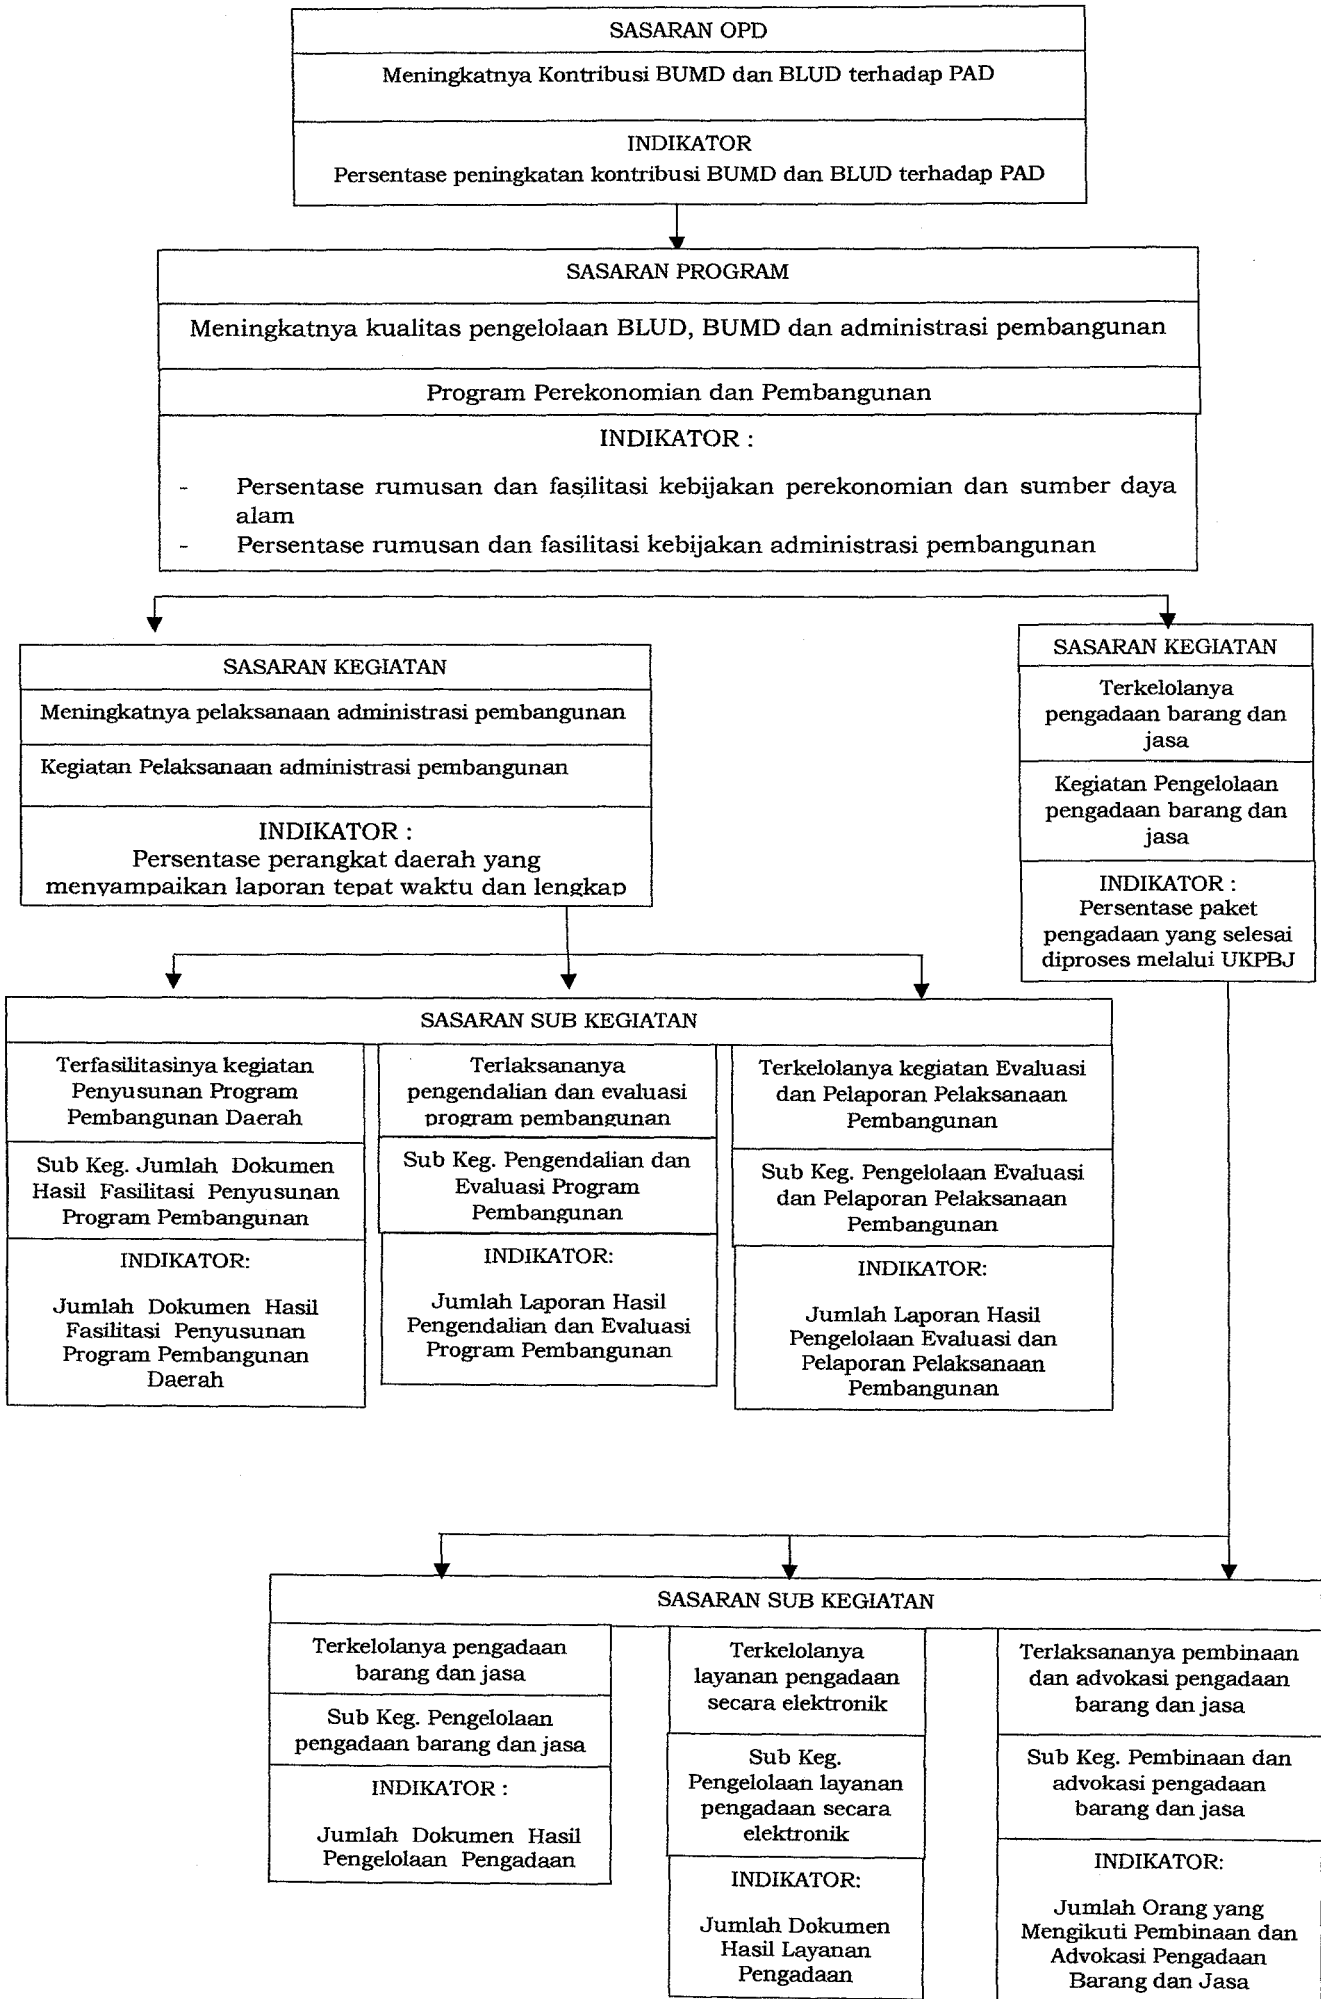 SASARAN OPD
Meningkatnya Kontribusi BUMD dan BLUD terhadap PAD
INDIKATOR
Persentase peningkatan kontribusi BUMD dan BLUD terhadap PAD
SASARAN PROGRAM
Meningkatnya kualitas pengelolaan BLUD, BUMD dan administrasi pembangunan
Program Perekonomian dan Pembangunan
INDIKATOR :
- Persentase rumusan dan fasilitasi kebijakan perekonomian dan sumber daya
alam
- Persentase rumusan dan fasilitasi kebijakan administrasi pembangunan
SASARAN KEGIATAN
Meningkatnya pelaksanaan administrasi pembangunan
Kegiatan Pelaksanaan administrasi pembangunan
INDIKATOR :
Persentase perangkat daerah yang
menyampaikan laporan tepat waktu dan lengkap
SASARAN KEGIATAN
Terkelolanya
pengadaan barang dan
jasa
Kegiatan Pengelolaan
pengadaan barang dan
jasa
INDIKATOR :
Persentase paket
pengadaan yang selesai
diproses melalui UKPBJ
SASARAN SUB KEGIATAN
Terfasilitasinya kegiatan
Penyusunan Program
Pembangunan Daerah
Sub Keg. Jumlah Dokumen
Hasil Fasilitasi Penyusunan
Program Pembangunan
INDIKATOR:
Jumlah Dokumen Hasil
Fasilitasi Penyusunan
Program Pembangunan
Daerah
Terlaksananya
pengendalian dan evaluasi
program pembangunan
Sub Keg. Pengendalian dan
Evaluasi Program
Pembangunan
INDIKATOR:
Jumlah Laporan Hasil
Pengendalian dan Evaluasi
Program Pembangunan
Terkelolanya kegiatan Evaluasi
dan Pelaporan Pelaksanaan
Pembangunan
Sub Keg. Pengelolaan Evaluasi
dan Pelaporan Pelaksanaan
Pembangunan
INDIKATOR:
Jumlah Laporan Hasil
Pengelolaan Evaluasi dan
Pelaporan Pelaksanaan
Pembangunan
SASARAN SUB KEGIATAN
Terkelolanya pengadaan
barang dan jasa
Sub Keg. Pengelolaan
pengadaan barang dan jasa
INDIKATOR :
Jumlah Dokumen Hasil
Pengelolaan Pengadaan
Terkelolanya
layanan pengadaan
secara elektronik
Sub Keg.
Pengelolaan layanan
pengadaan secara
elektronik
INDIKATOR:
Jumlah Dokumen
Hasil Layanan
Pengadaan
Terlaksananya pembinaan
dan advokasi pengadaan
barang dan jasa
Sub Keg. Pembinaan dan
advokasi pengadaan
barang dan jasa
INDIKATOR:
Jumlah Orang yang
Mengikuti Pembinaan dan
Advokasi Pengadaan
Barang dan Jasa